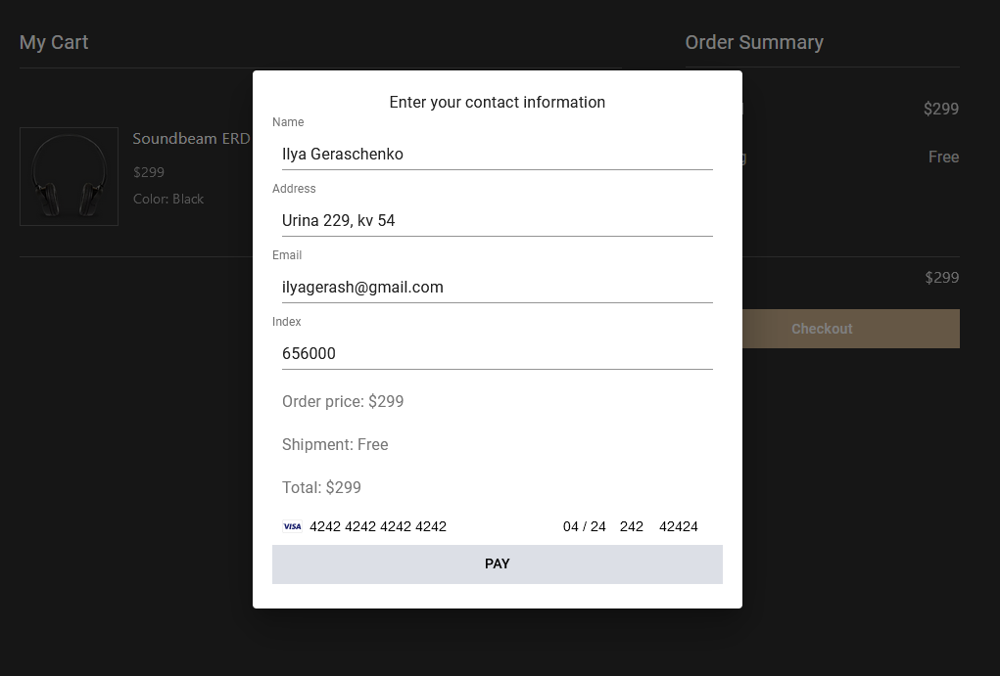 My Cart
Order Summary
Enter your contact information
Name
$299
Soundbeam ERD
Ilya Geraschenko
Free
$299
Address
Color: Black
Urina 229, kv 54
Email
$299
ilyagerash@gmail.com
Index
Checkout
656000
Order price: $299
Shipment: Free
Total: $299
VISA 4242 4242 4242 4242 04 / 24 242 42424
PAY